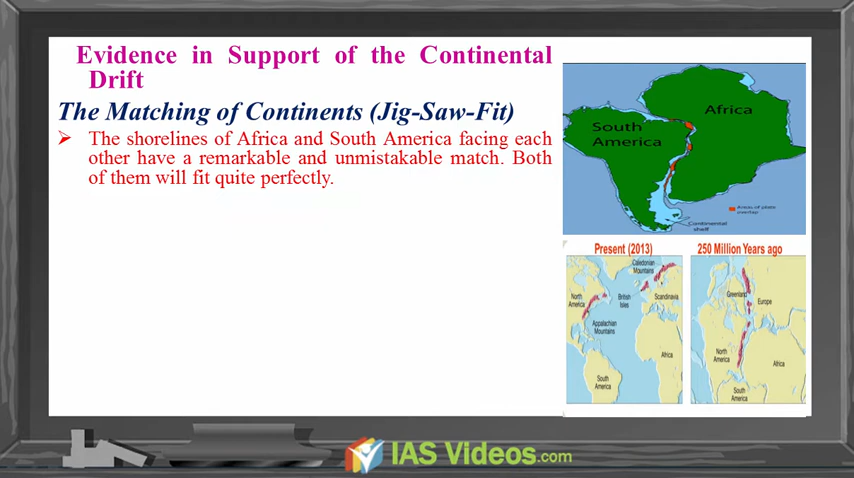 Evidence in Support of the Continental
Drift
The Matching of Continents (Jig-Saw-Fit)
➢ The shorelines of Africa and South America facing each
other have a remarkable and unmistakable match. Both
of them will fit quite perfectly.
Africa
South
America
Areas of plate
overlap
Continental
shelf
Present (2013)
Caledonian
Mountains
North
America
British
Isles
Scandinavia
Appalachian
Mountains
Africa
South
America
250 Million Years ago
Greenland
Europe
North
America
Africa
South
America
IAS Videos.com